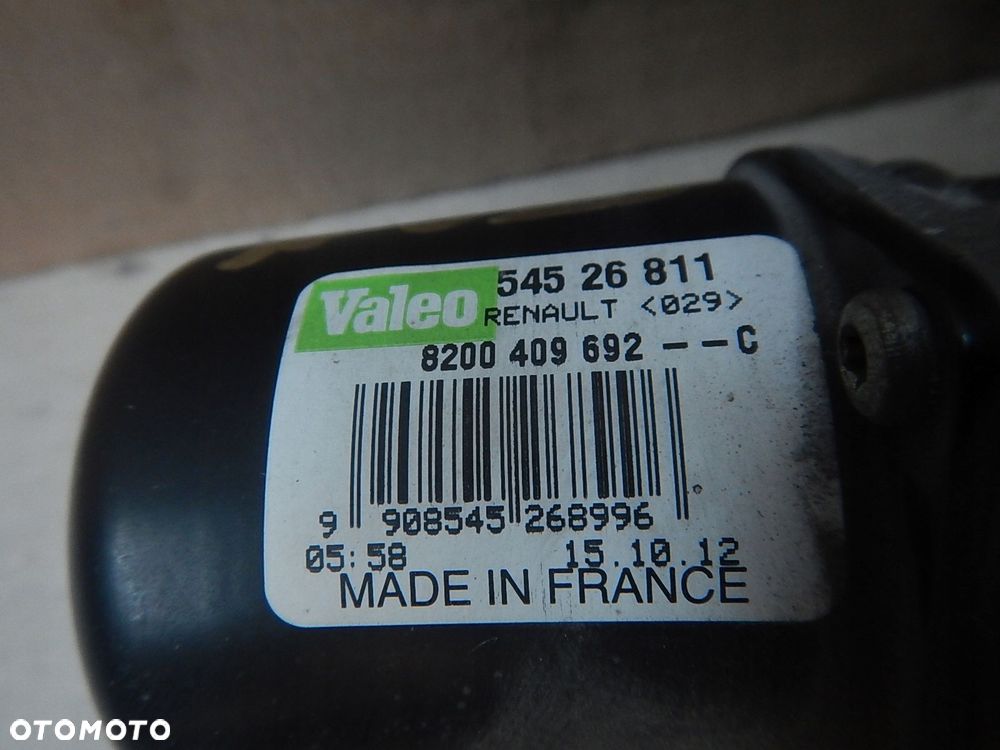 Valeo 545 26 811
RENAULT <029>
8200 409 692 --C
9 908545 268996
05:58 15.10.12
MADE IN FRANCE
OTOMOTO